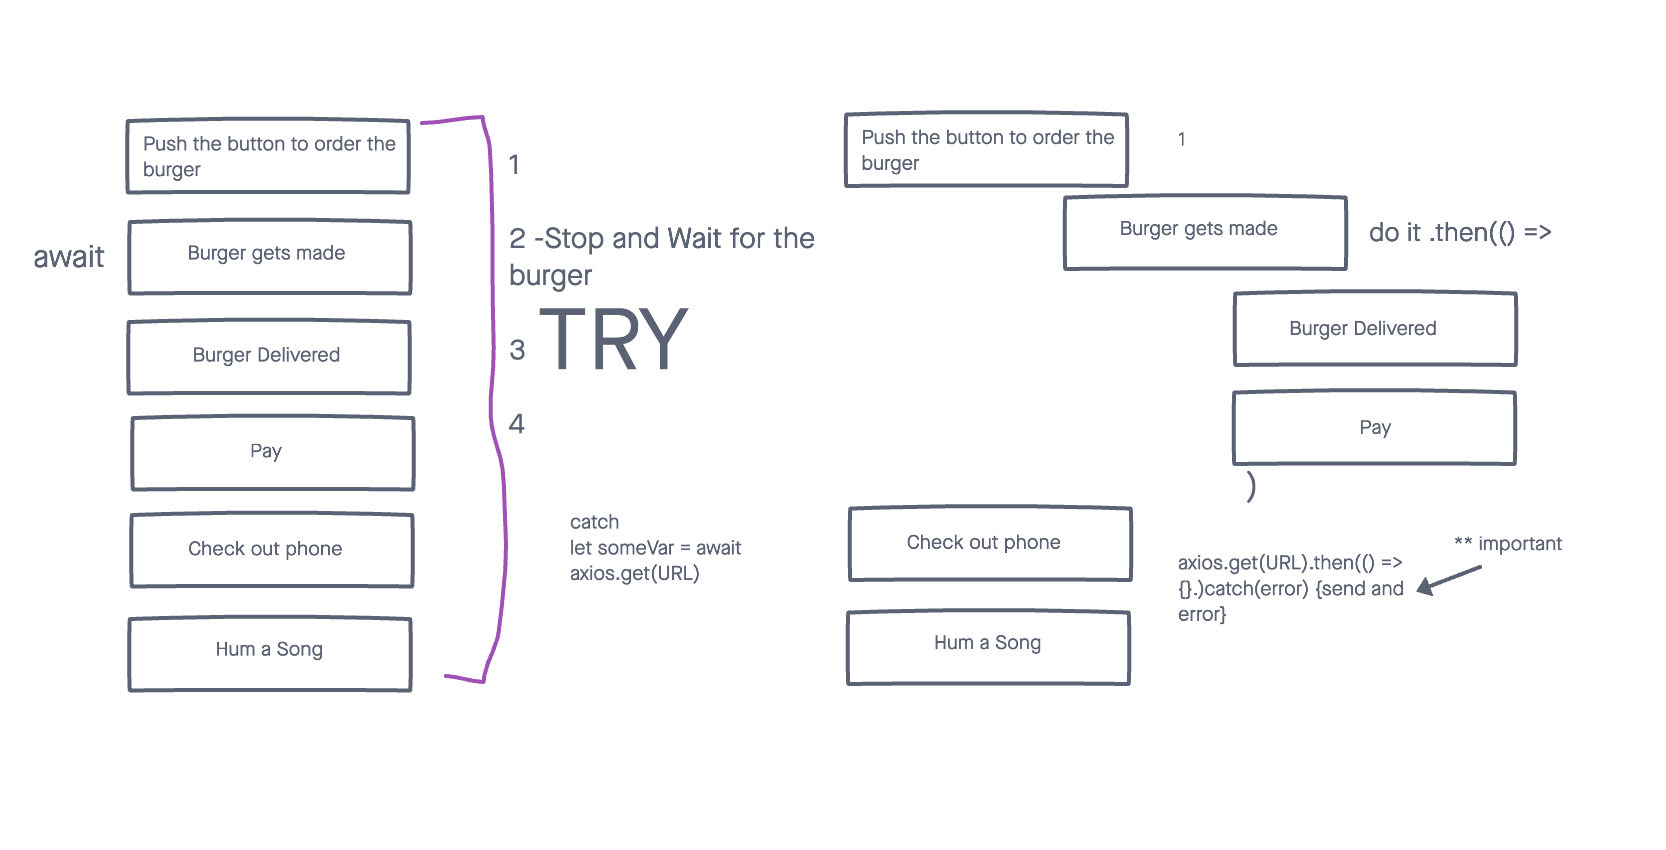 Push the button to order the
burger
await
Burger gets made
Burger Delivered
Pay
Check out phone
Hum a Song
1
2 -Stop and Wait for the
burger
3
TRY
4
catch
let someVar = await
axios.get(URL)
Push the button to order the
burger
1
Burger gets made
do it .then(() =>
Burger Delivered
Pay
)
Check out phone
Hum a Song
axios.get(URL).then(() =>
{}.)catch(error) {send and
error}
** important